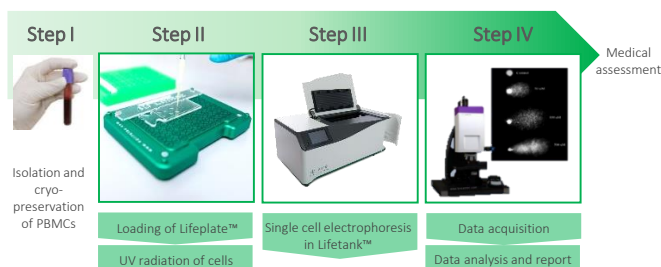 Step I
Step II
Step III
Step IV
Medical
assessment
Isolation and
cryo-
preservation
of PBMCs
Loading of Lifeplate™
UV radiation of cells
Single cell electrophoresis
in Lifetank™
Data acquisition
Data analysis and report